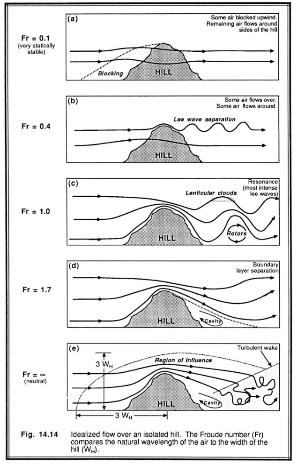 (a)
Some air blocked upwind.
Remaining air flows around
sides of the hill
Fr = 0.1
(very statically
stable)
Blocking
HILL
(b)
Some air flows over.
Some air flows around.
Fr = 0.4
Lee wave separation
HILL
(c)
Resonance
(most intense
lee waves)
Lenticular clouds
Fr = 1.0
Rotors
HILL
(d)
Boundary
layer separation
Fr = 1.7
Cavity
HILL
(e)
Turbulent wake
3 WH
Region of influence
Fr = ∞
(neutral)
Cavity
HILL
3 WH
Fig. 14.14 Idealized flow over an isolated hill. The Froude number (Fr)
compares the natural wavelength of the air to the width of the
hill (WH).